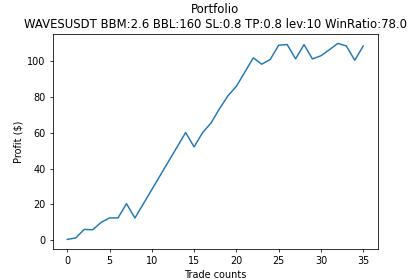 Portfolio
WAVESUSDT BBM:2.6 BBL:160 SL:0.8 TP:0.8 lev:10 WinRatio:78.0
Profit ($)
100
80
60
40
20
0
0 5 10 15 20 25 30 35
Trade counts